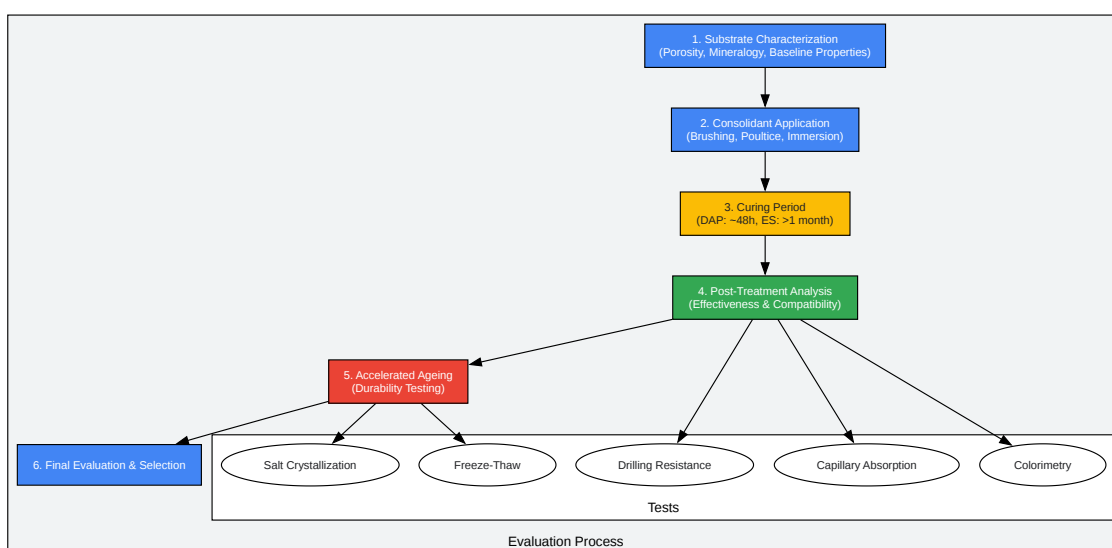 1. Substrate Characterization
(Porosity, Mineralogy, Baseline Properties)
2. Consolidant Application
(Brushing, Poultice, Immersion)
3. Curing Period
(DAP: ~48h, ES: >1 month)
4. Post-Treatment Analysis
(Effectiveness & Compatibility)
5. Accelerated Ageing
(Durability Testing)
6. Final Evaluation & Selection
Salt Crystallization
Freeze-Thaw
Drilling Resistance
Capillary Absorption
Colorimetry
Tests
Evaluation Process